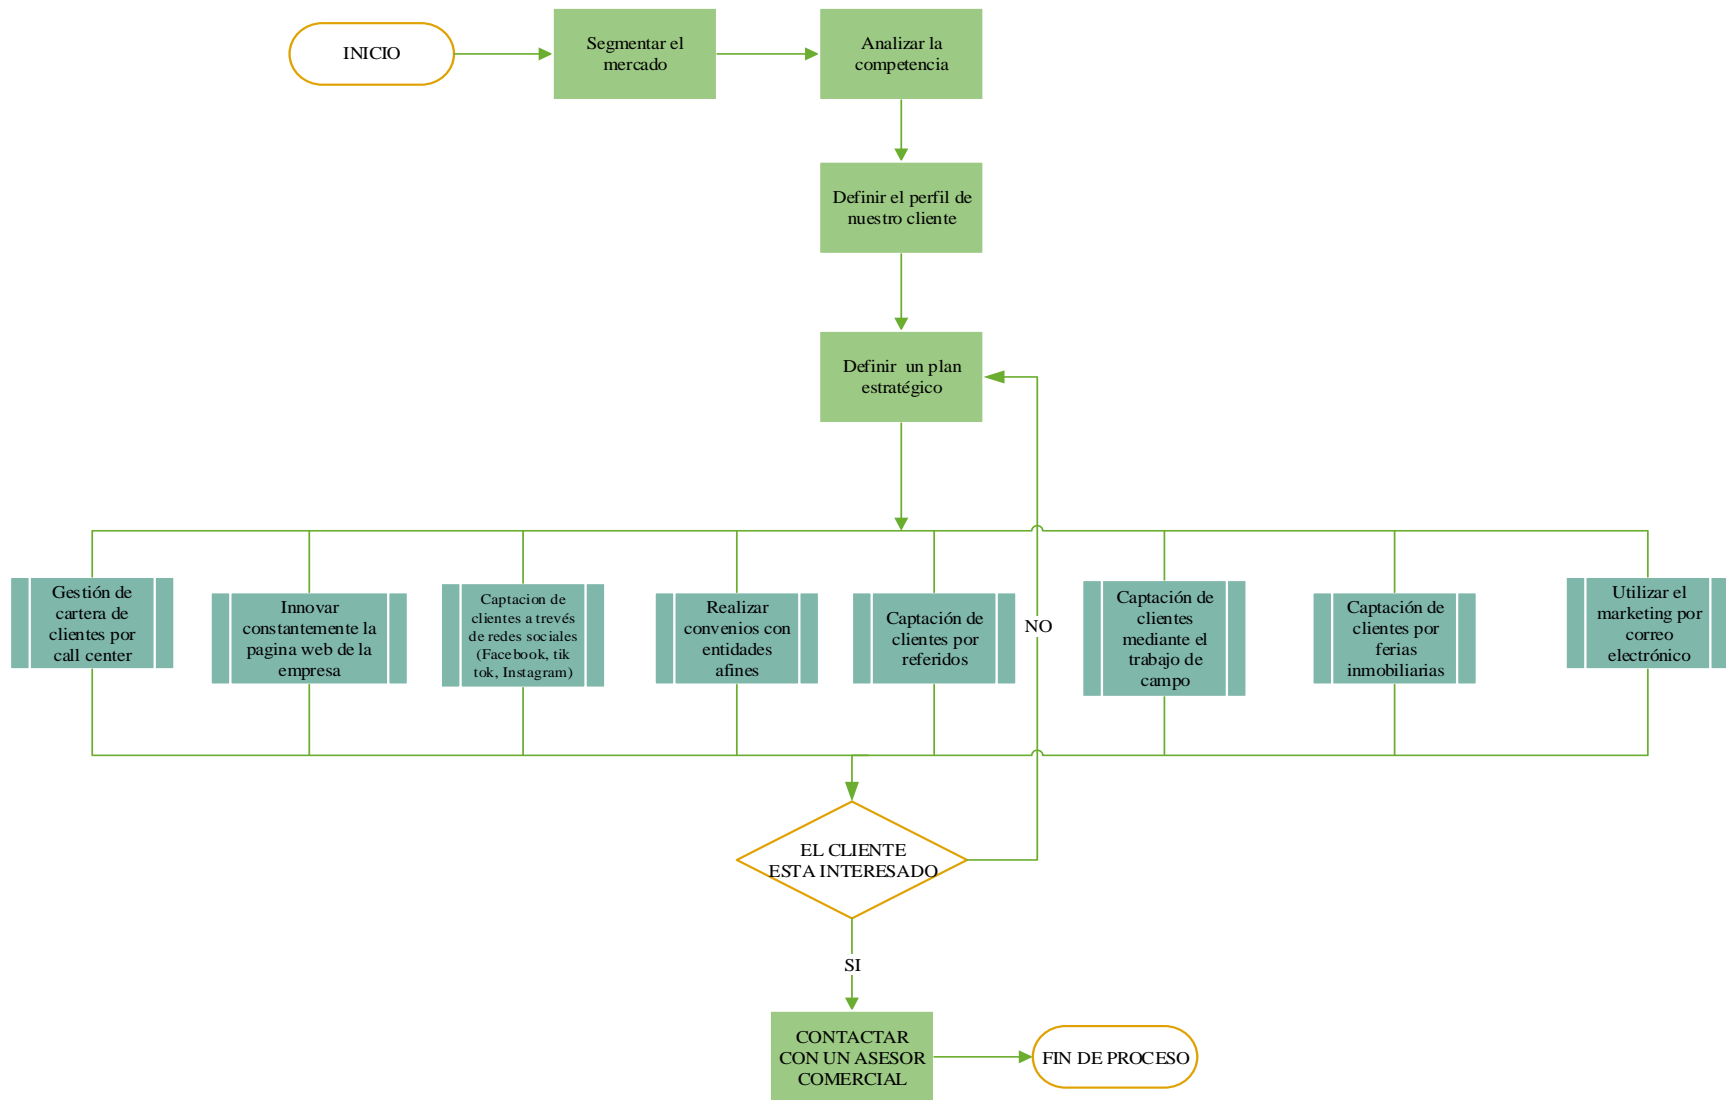 INICIO
Segmentar el
mercado
Analizar la
competencia
Definir el perfil de
nuestro cliente
Definir un plan
estratégico
Gestión de
cartera de
clientes por
call center
Innovar
constantemente la
pagina web de la
empresa
Captacion de
clientes a trevés
de redes sociales
(Facebook, tik
tok, Instagram)
Realizar
convenios con
entidades
afines
Captación de
clientes por
referidos
NO
Captación de
clientes
mediante el
trabajo de
campo
Captación de
clientes por
ferias
inmobiliarias
Utilizar el
marketing por
correo
electrónico
EL CLIENTE
ESTA INTERESADO
SI
CONTACTAR
CON UN ASESOR
COMERCIAL
FIN DE PROCESO